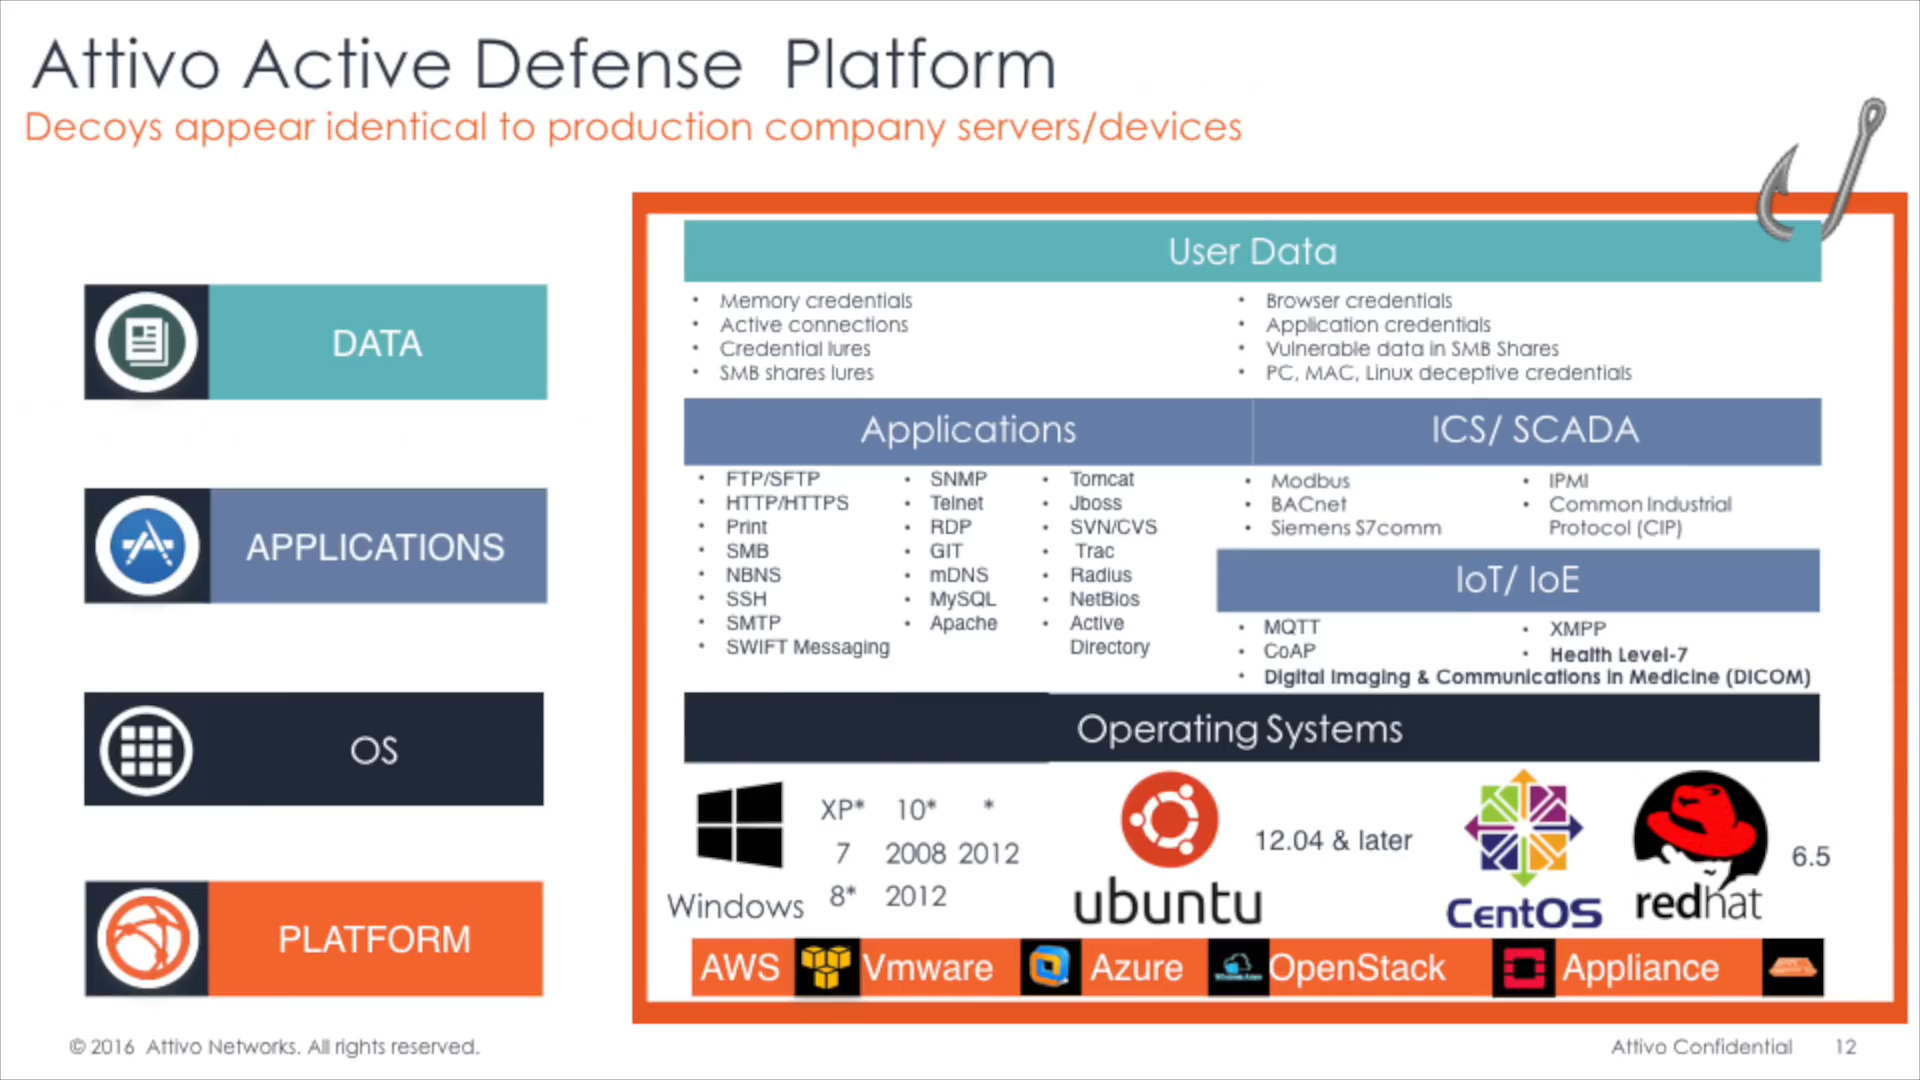 Attivo Active Defense Platform
Decoys appear identical to production company servers/devices
DATA
APPLICATIONS
OS
PLATFORM
User Data
• Memory credentials
• Active connections
• Credential lures
• SMB shares lures
• Browser credentials
• Application credentials
• Vulnerable data in SMB Shares
• PC, MAC, Linux deceptive credentials
Applications
• FTP/SFTP
• HTTP/HTTPS
• Print
• SMB
• NBNS
• SSH
• SMTP
• SWIFT Messaging
• SNMP
• Telnet
• RDP
• GIT
• mDNS
• MySQL
• Apache
• Tomcat
• Jboss
• SVN/CVS
• Trac
• Radius
• NetBios
• Active
Directory
ICS/ SCADA
• Modbus
• BACnet
• Siemens S7comm
• IPMI
• Common Industrial
Protocol (CIP)
IoT/ IoE
• MQTT
• CoAP
• XMPP
• Health Level-7
• Digital Imaging & Communications in Medicine (DICOM)
Operating Systems
Windows
XP* 10* *
7 2008 2012
8* 2012
ubuntu
12.04 & later
CentOS
redhat
6.5
AWS
Vmware
Azure
OpenStack
Appliance
© 2016 Attivo Networks. All rights reserved.
Attivo Confidential 12